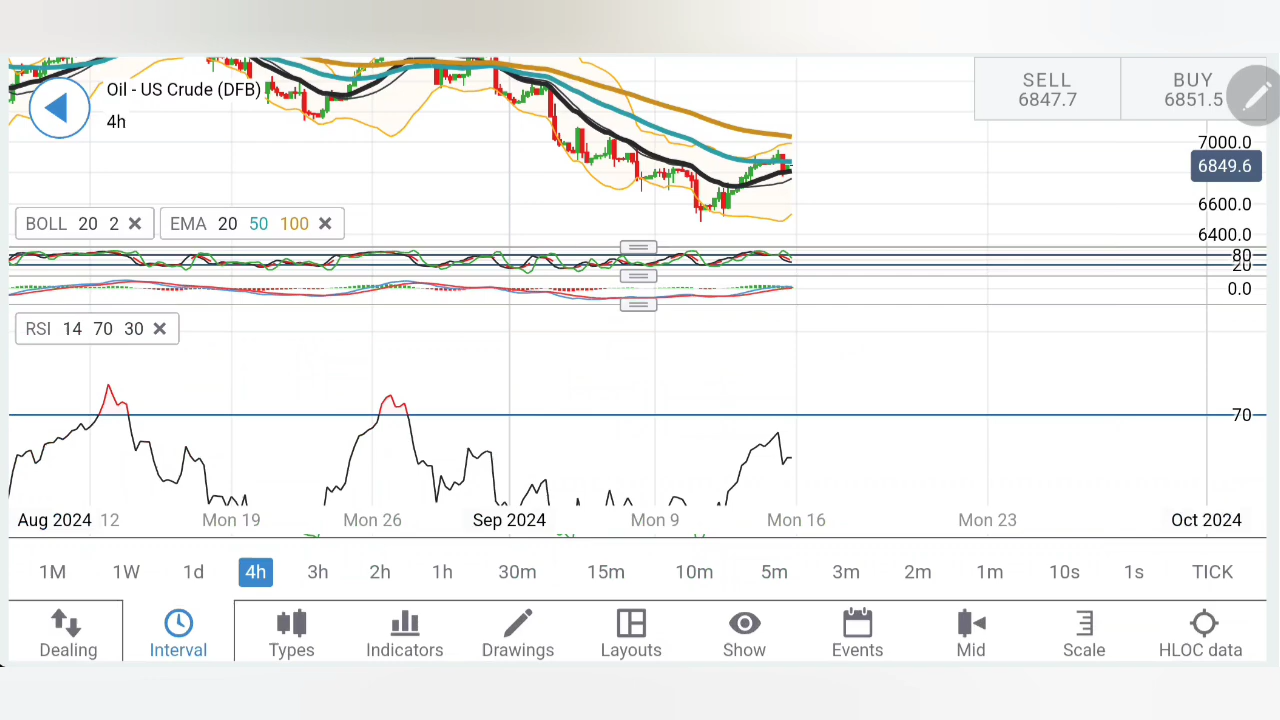 Oil - US Crude (DFB)
4h
SELL
6847.7
BUY
6851.5
7000.0
6849.6
6600.0
6400.0
BOLL 20 2
EMA 20 50 100
80
20
0.0
RSI 14 70 30
70
Aug 2024 12 Mon 19 Mon 26 Sep 2024 Mon 9 Mon 16 Mon 23 Oct 2024
1M 1W 1d 4h 3h 2h 1h 30m 15m 10m 5m 3m 2m 1m 10s 1s TICK
Dealing Interval Types Indicators Drawings Layouts Show Events Mid Scale HLOC data